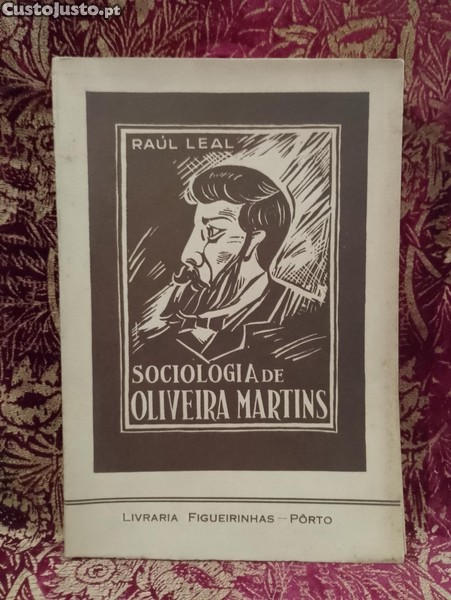 CustoJusto.pt
RAÚL LEAL
SOCIOLOGIA DE
OLIVEIRA MARTINS
LIVRARIA FIGUEIRINHAS — PÔRTO